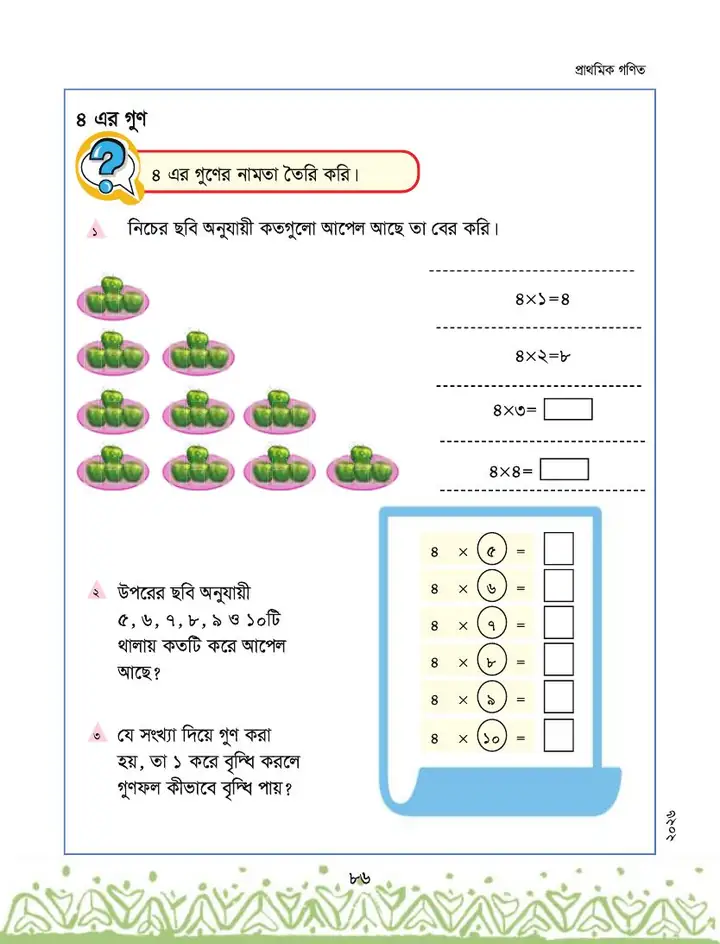 প্রাথমিক গণিত
৪ এর গুণ
?
৪ এর গুণের নামতা তৈরি করি।
১ নিচের ছবি অনুযায়ী কতগুলো আপেল আছে তা বের করি।
৪×১=৪
৪×২=৮
৪×৩=
৪×৪=
২ উপরের ছবি অনুযায়ী
৫, ৬, ৭, ৮, ৯ ও ১০টি
থালায় কতটি করে আপেল
আছে?
৩ যে সংখ্যা দিয়ে গুণ করা
হয়, তা ১ করে বৃদ্ধি করলে
গুণফল কীভাবে বৃদ্ধি পায়?
৪ × ৫ =
৪ × ৬ =
৪ × ৭ =
৪ × ৮ =
৪ × ৯ =
৪ × ১০ =
২০২৬
৮৬